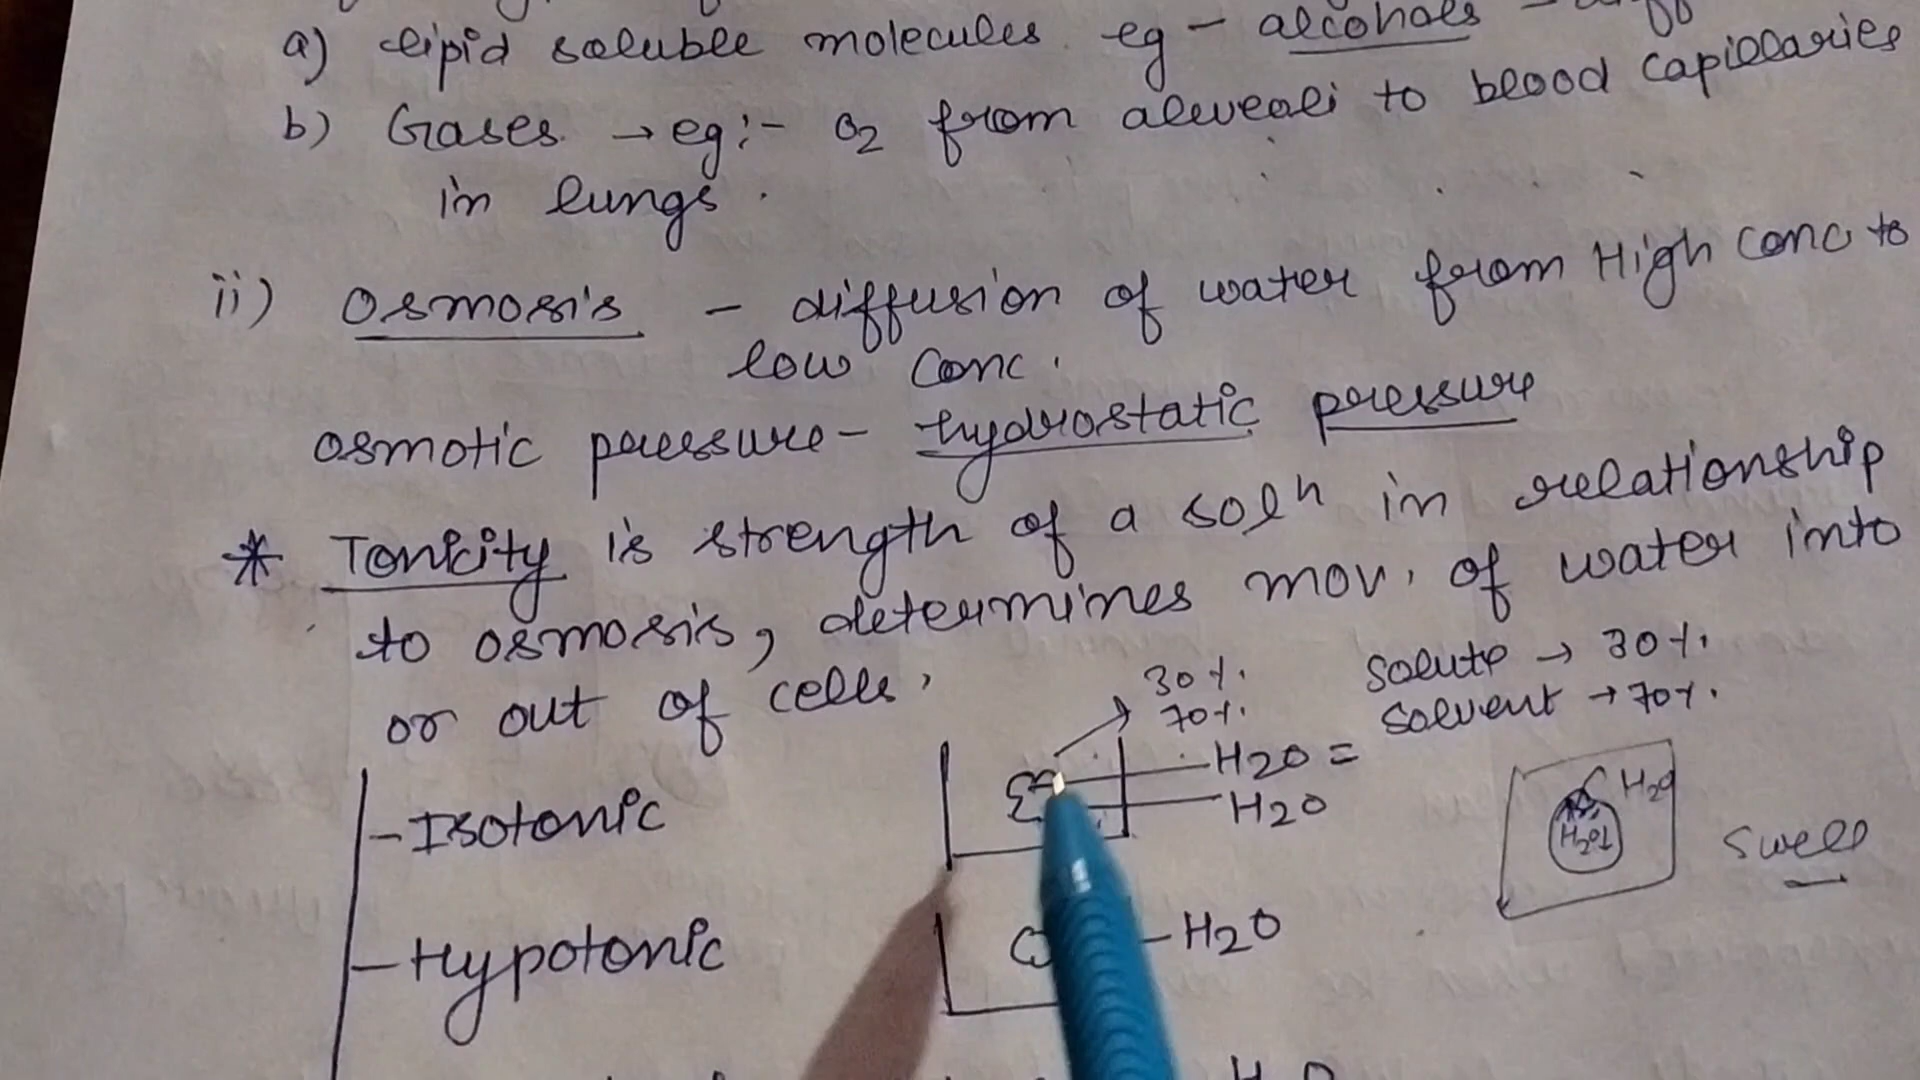 a) lipid soluble molecules eg - alcohols -
b) Gases → eg:- O2 from alveoli to blood capillaries
in lungs.
ii) Osmosis - diffusion of water from High conc to
low conc.
osmotic pressure - hydrostatic pressure
* Tonicity is strength of a solⁿ in relationship
to osmosis, determines mov. of water into
or out of cells.
30%. solute → 30%.
70%. solvent → 70%.
- Isotonic H2O =
H2O
H2O
H2O↑
Swell
- Hypotonic - H2O